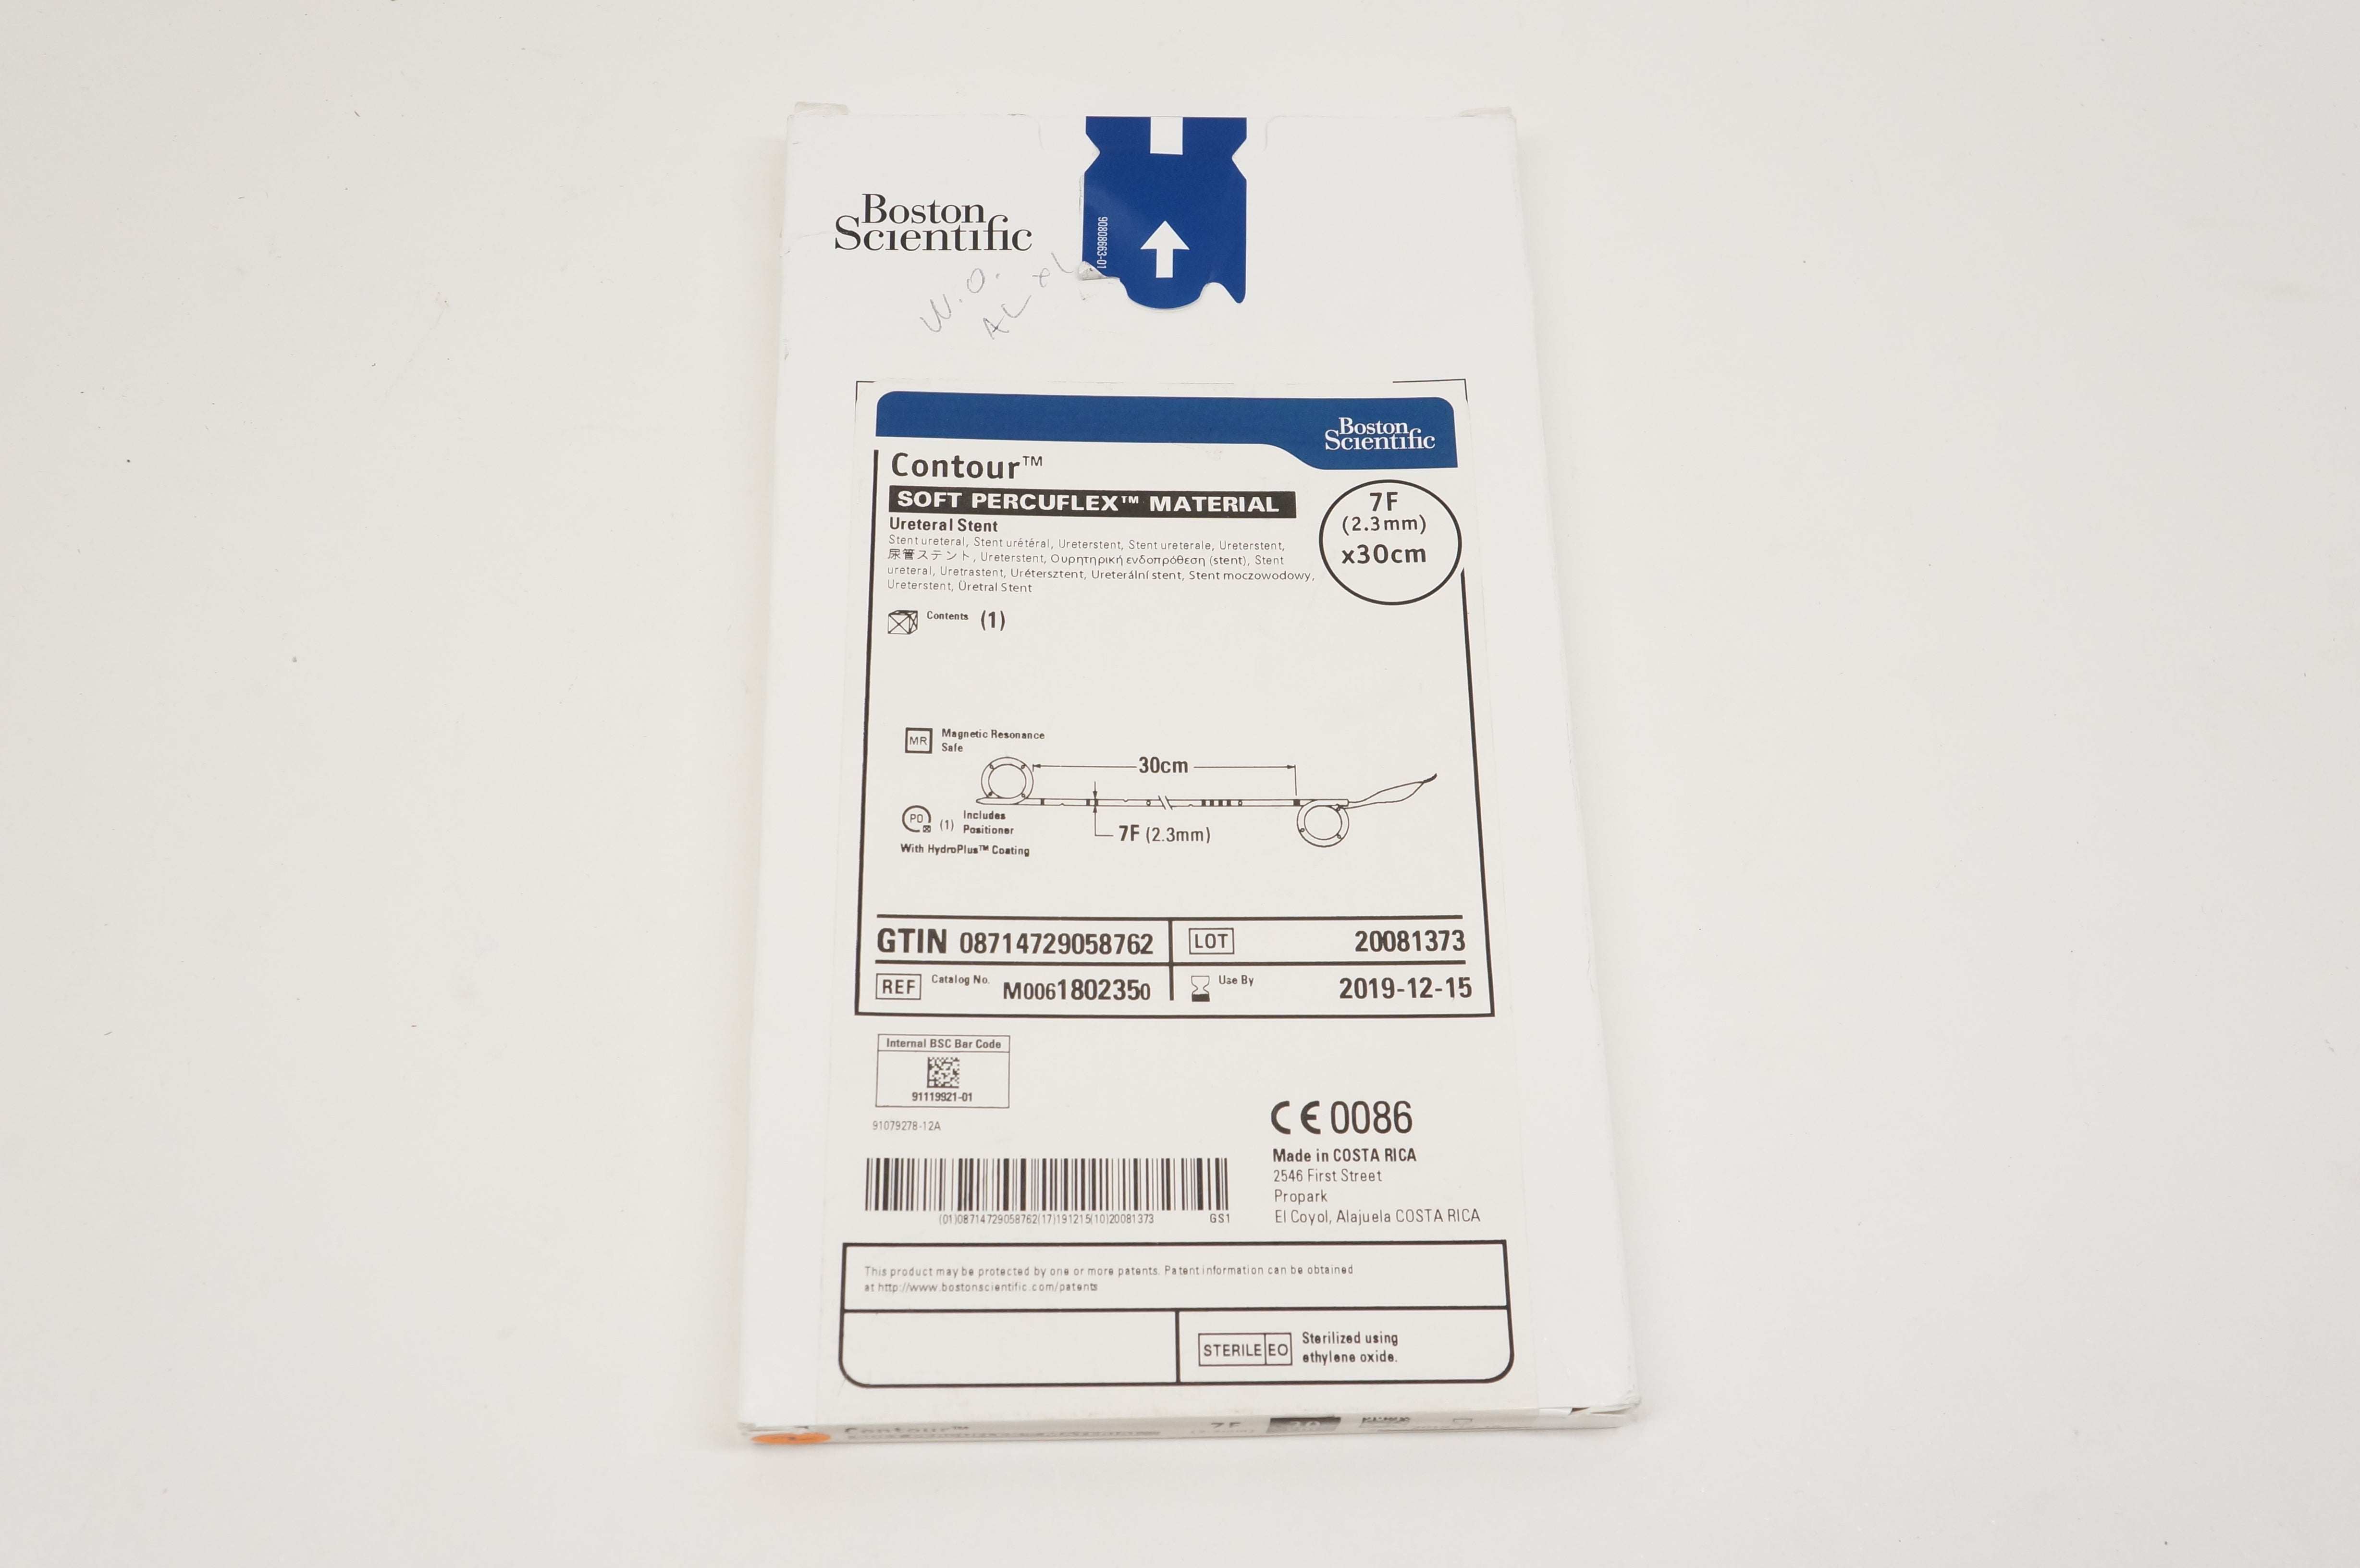 Boston
Scientific
90808663-01
W.O.
Boston
Scientific
Contour™
SOFT PERCUFLEX™ MATERIAL
Ureteral Stent
Stent ureteral, Stent urétéral, Ureterstent, Stent ureterale, Ureterstent,
尿管ステント, Ureterstent, Ουρητηρική ενδοπρόθεση (stent), Stent
ureteral, Uretrastent, Urétersztent, Ureterální stent, Stent moczowodowy,
Ureterstent, Üretral Stent
7F
(2.3mm)
x30cm
Contents (1)
MR Magnetic Resonance
Safe
30cm
PO (1) Includes
Positioner
7F (2.3mm)
With HydroPlus™ Coating
GTIN 08714729058762
LOT 20081373
REF Catalog No. M0061802350
Use By 2019-12-15
Internal BSC Bar Code
91119921-01
91079278-12A
CE 0086
Made in COSTA RICA
2546 First Street
Propark
El Coyol, Alajuela COSTA RICA
(01)08714729058762(17)191215(10)20081373 GS1
This product may be protected by one or more patents. Patent information can be obtained
at http://www.bostonscientific.com/patents
STERILE EO Sterilized using
ethylene oxide.
Contour™ 7F